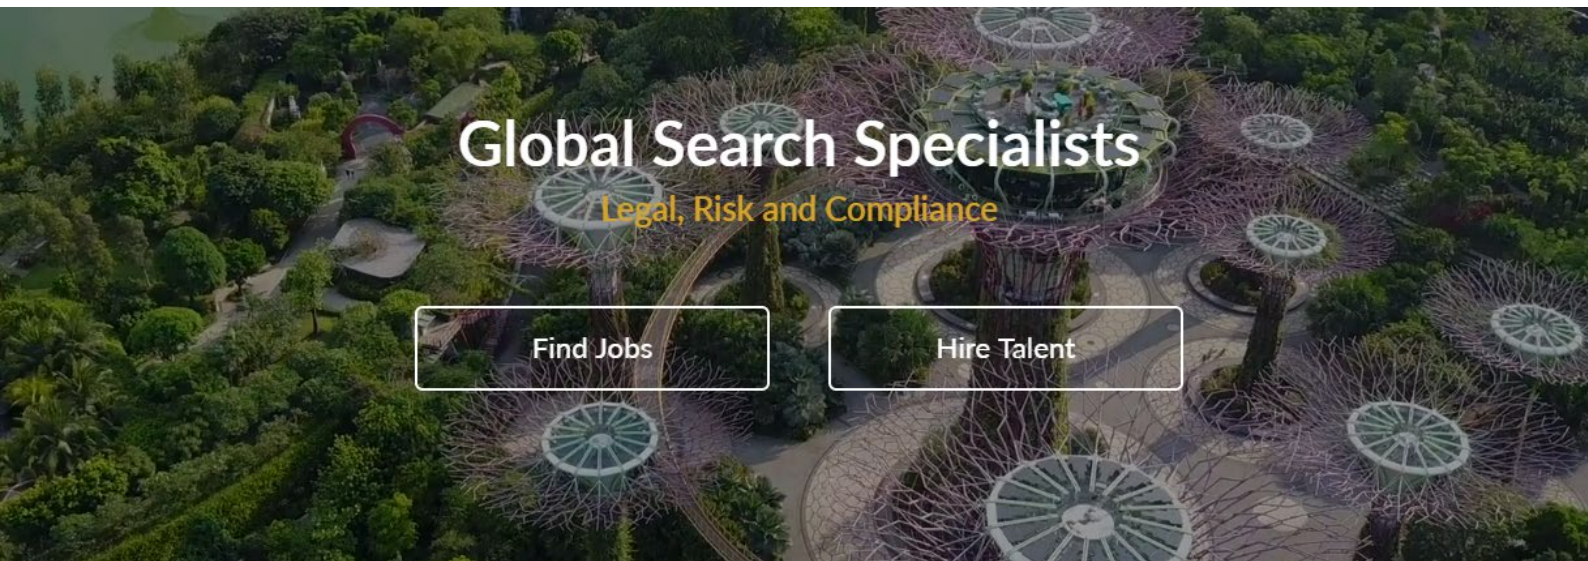 Global Search Specialists
Legal, Risk and Compliance
Find Jobs
Hire Talent